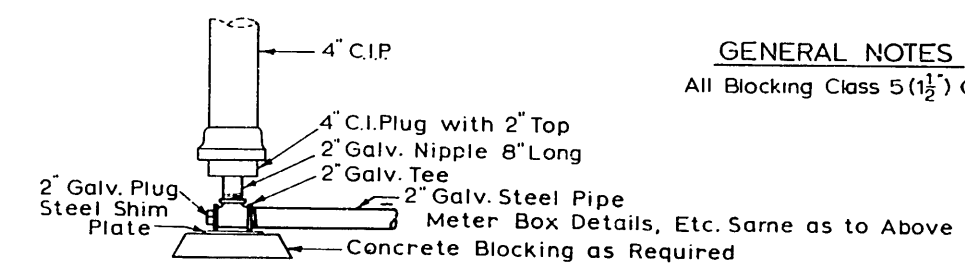 4" C.I.P.
GENERAL NOTES
All Blocking Class 5 (1½")
4" C.I. Plug with 2" Top
2" Galv. Nipple 8" Long
2" Galv. Tee
2" Galv. Plug
2" Galv. Steel Pipe
Steel Shim
Plate
Meter Box Details, Etc. Same as to Above
Concrete Blocking as Required